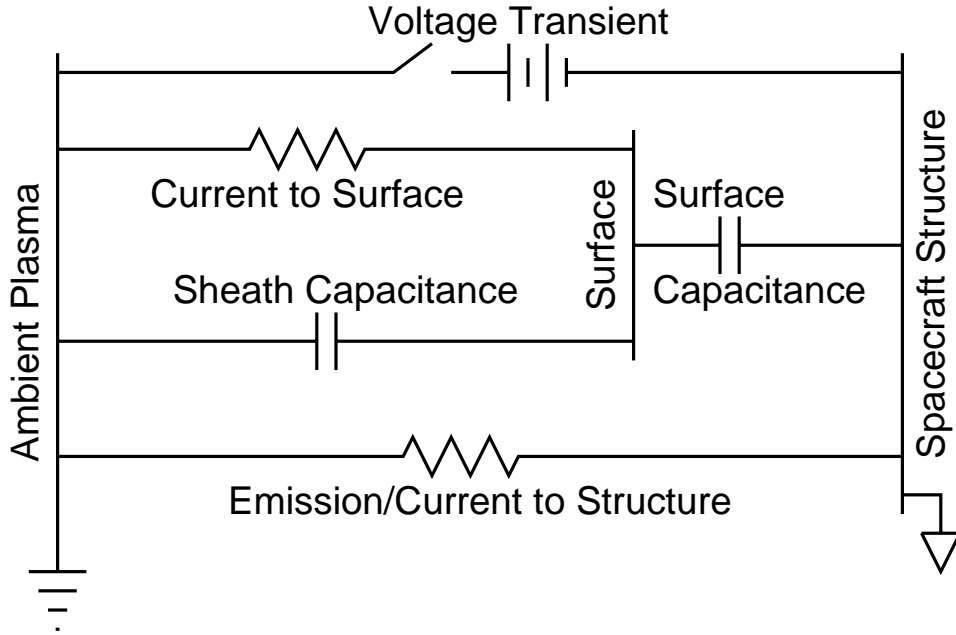 Voltage Transient
Current to Surface
Surface
Sheath Capacitance
Capacitance
Emission/Current to Structure
Ambient Plasma
Surface
Spacecraft Structure